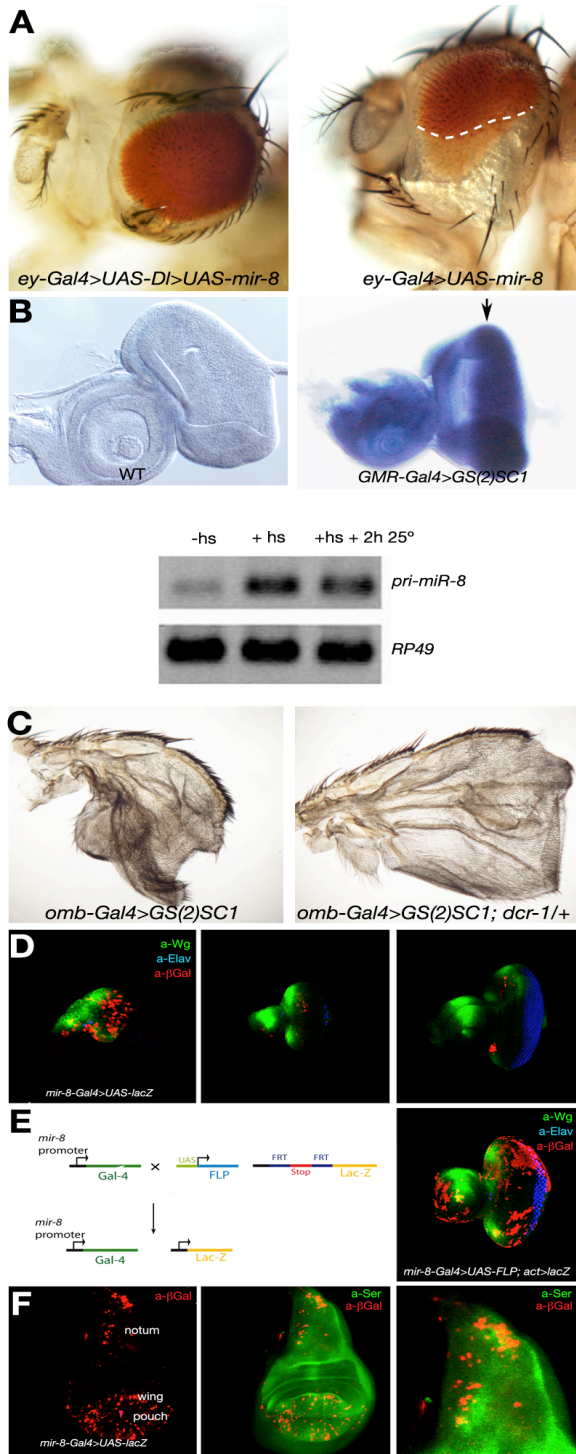 A
ey-Gal4>UAS-Dl>UAS-mir-8
ey-Gal4>UAS-mir-8
B
WT
GMR-Gal4>GS(2)SC1
-hs
+ hs
+hs + 2h 25º
pri-miR-8
RP49
C
omb-Gal4>GS(2)SC1
omb-Gal4>GS(2)SC1; dcr-1/+
D
a-Wg
a-Elav
a-βGal
mir-8-Gal4>UAS-lacZ
E
mir-8
promoter
Gal-4
×
UAS
FLP
FRT
Stop
FRT
Lac-Z
mir-8
promoter
Gal-4
Lac-Z
a-Wg
a-Elav
a-βGal
mir-8-Gal4>UAS-FLP; act>lacZ
F
a-βGal
notum
wing
pouch
mir-8-Gal4>UAS-lacZ
a-Ser
a-βGal
a-Ser
a-βGal